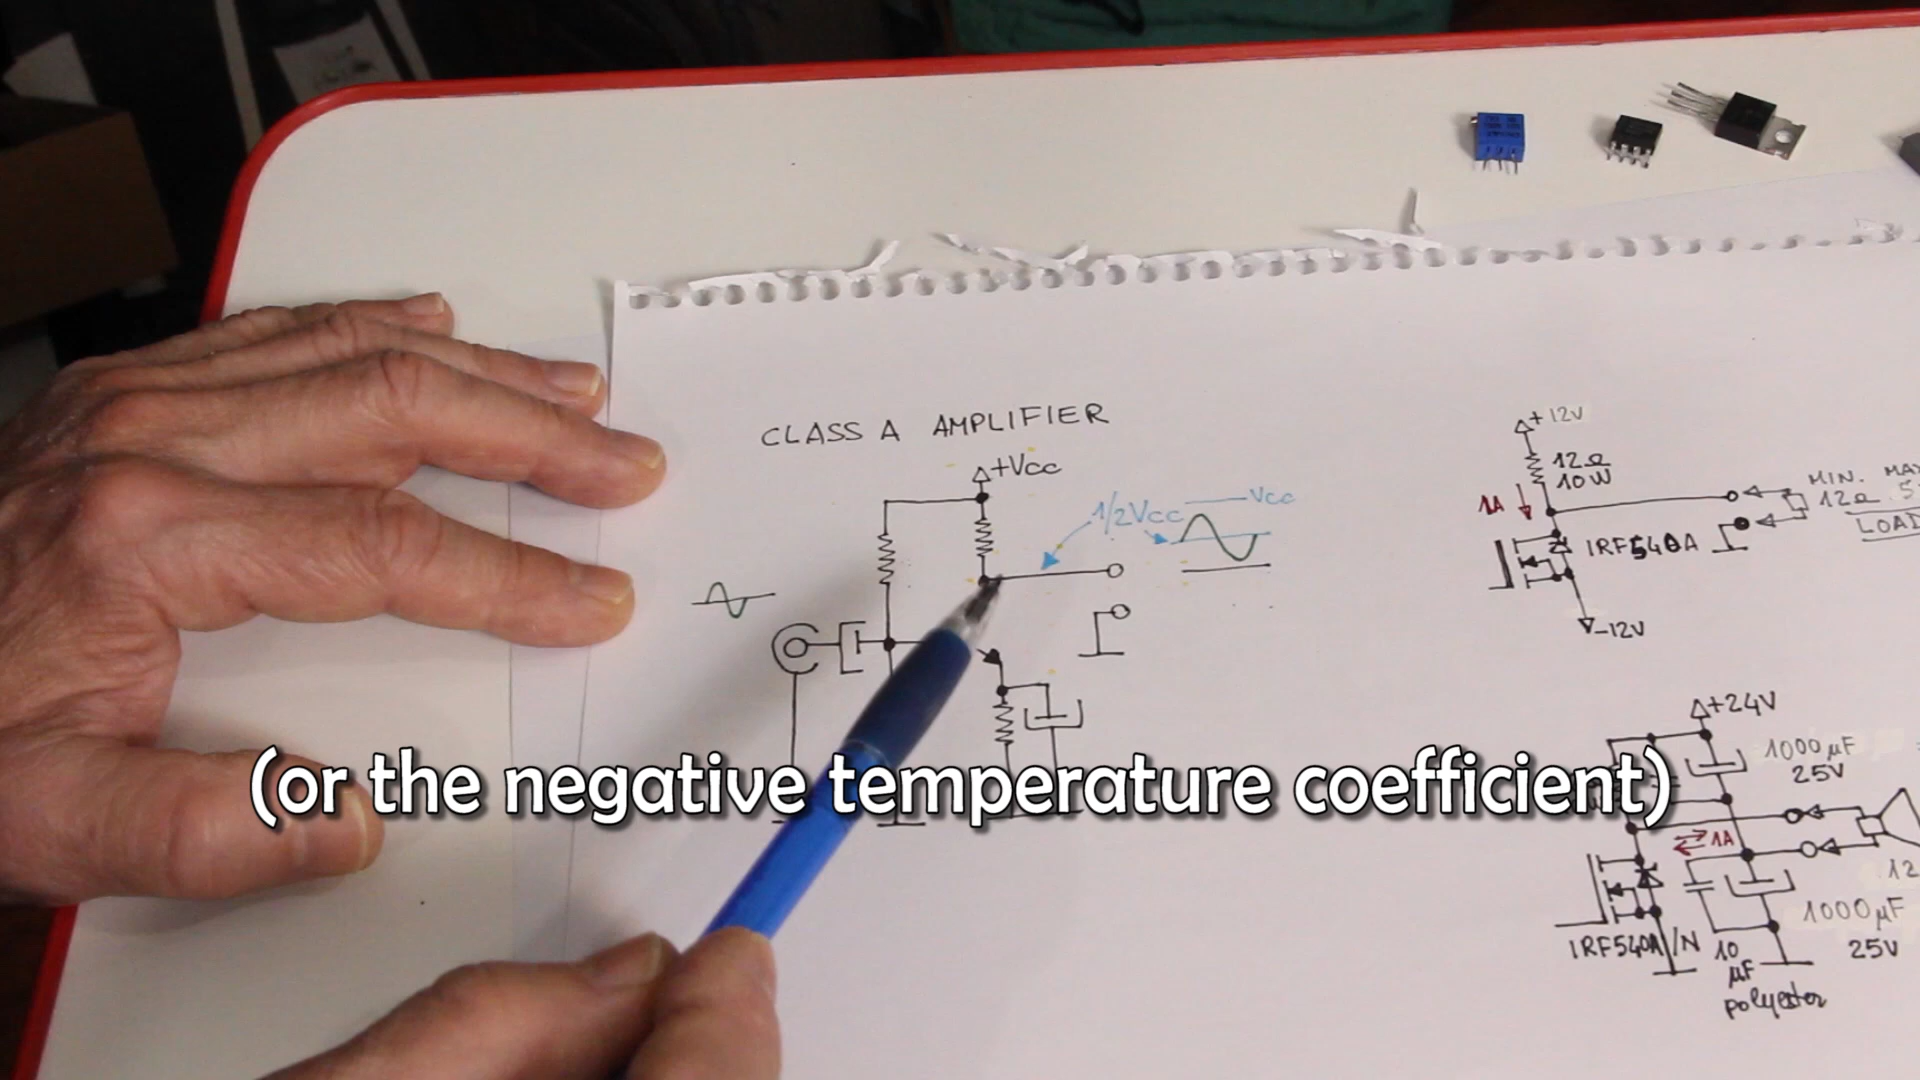 CLASS A AMPLIFIER
+Vcc
1/2Vcc
Vcc
+12V
12Ω
10W
1A
MIN.
12Ω
LOAD
IRF540A
-12V
+24V
1000µF
25V
1A
1000µF
25V
IRF540A/N
10
µF
polyester
(or the negative temperature coefficient)